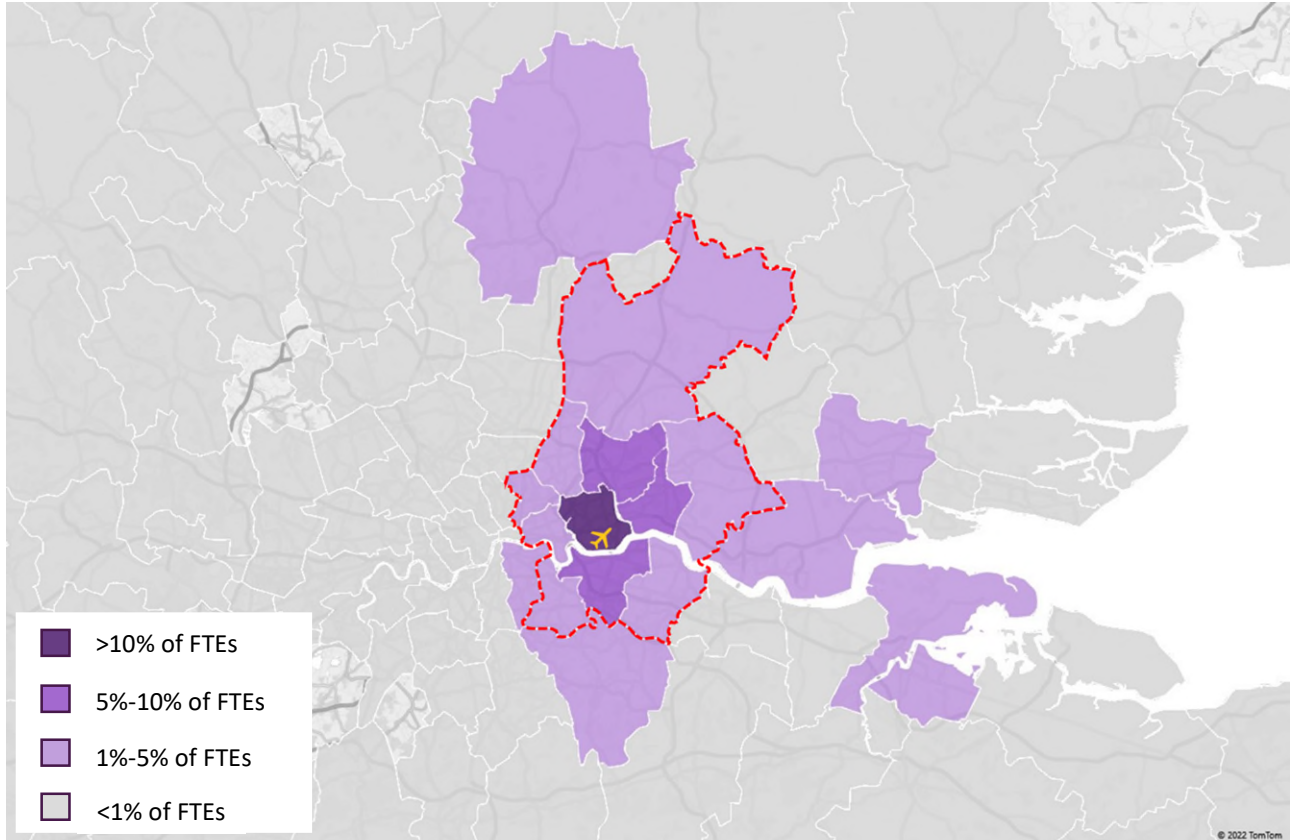 >10% of FTEs
5%-10% of FTEs
1%-5% of FTEs
<1% of FTEs
© 2022 TomTom